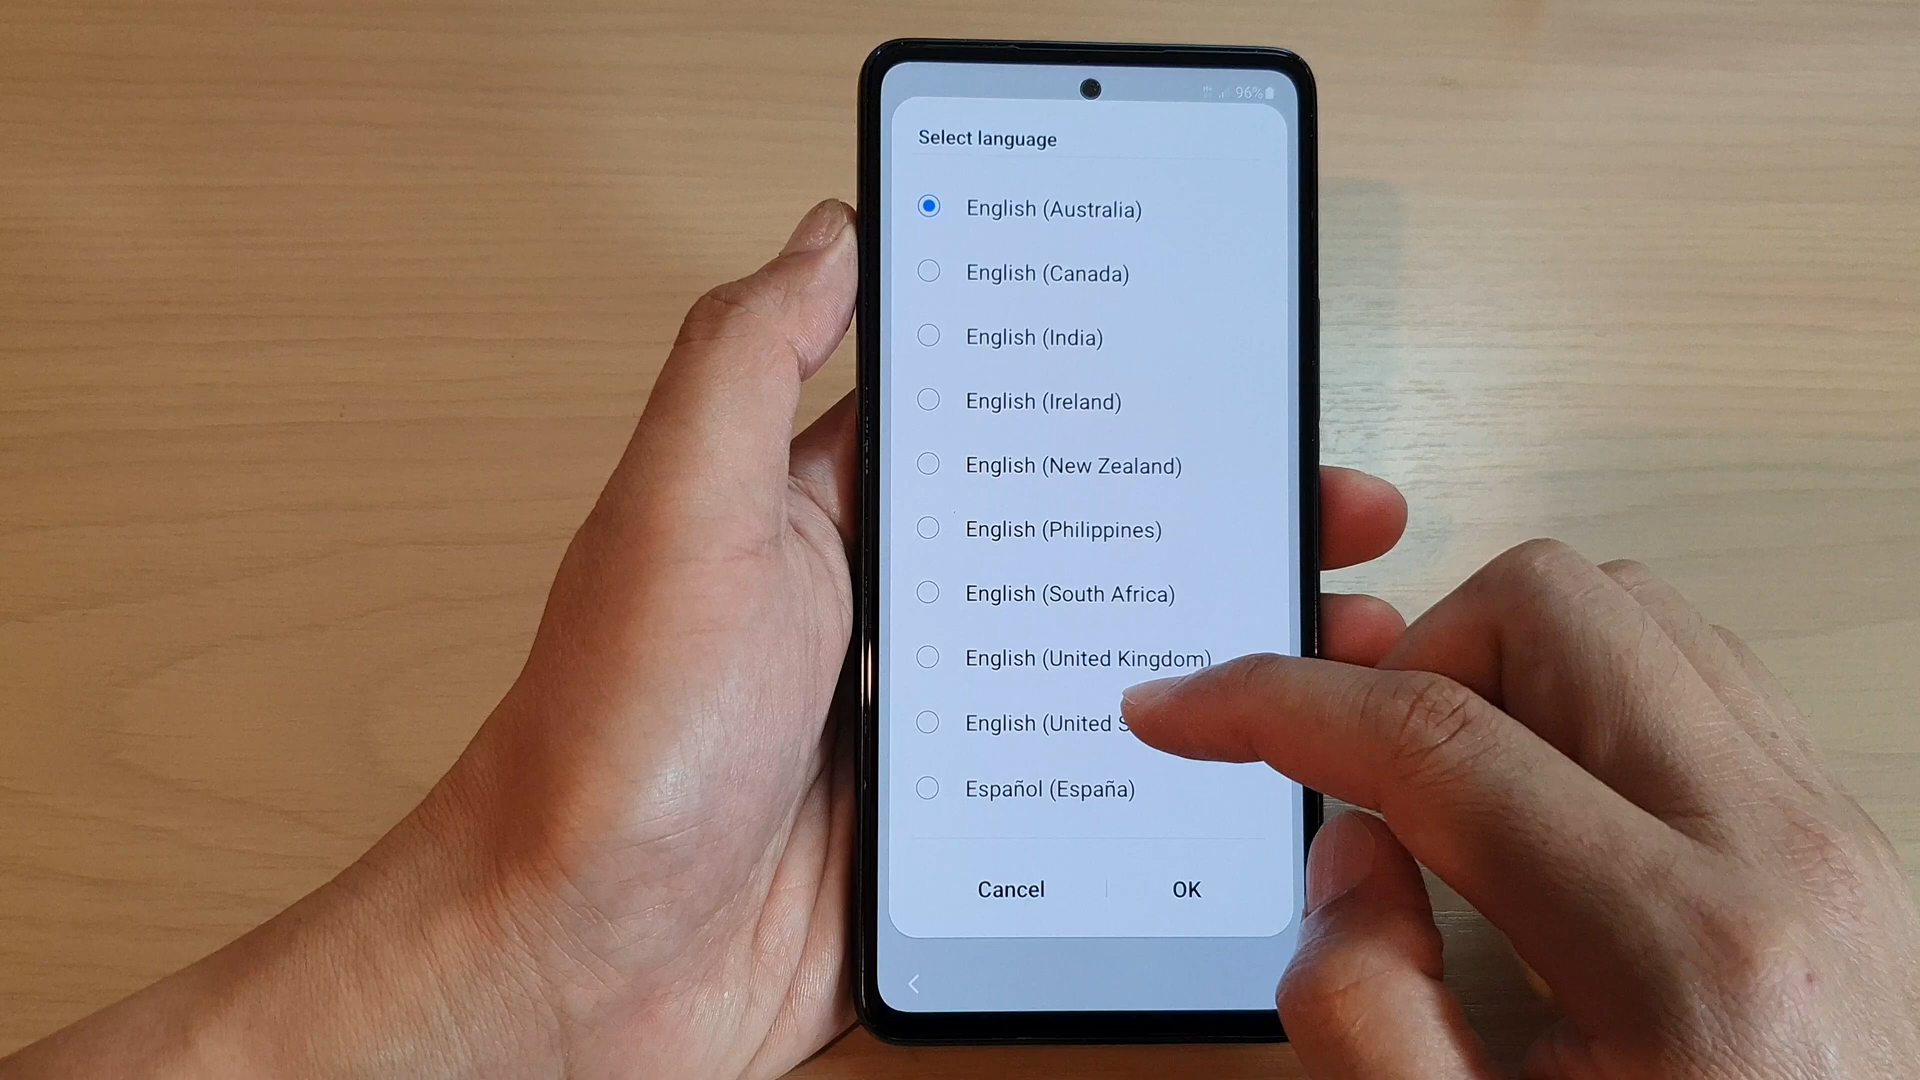 96%
Select language
English (Australia)
English (Canada)
English (India)
English (Ireland)
English (New Zealand)
English (Philippines)
English (South Africa)
English (United Kingdom)
English (United
Español (España)
Cancel OK